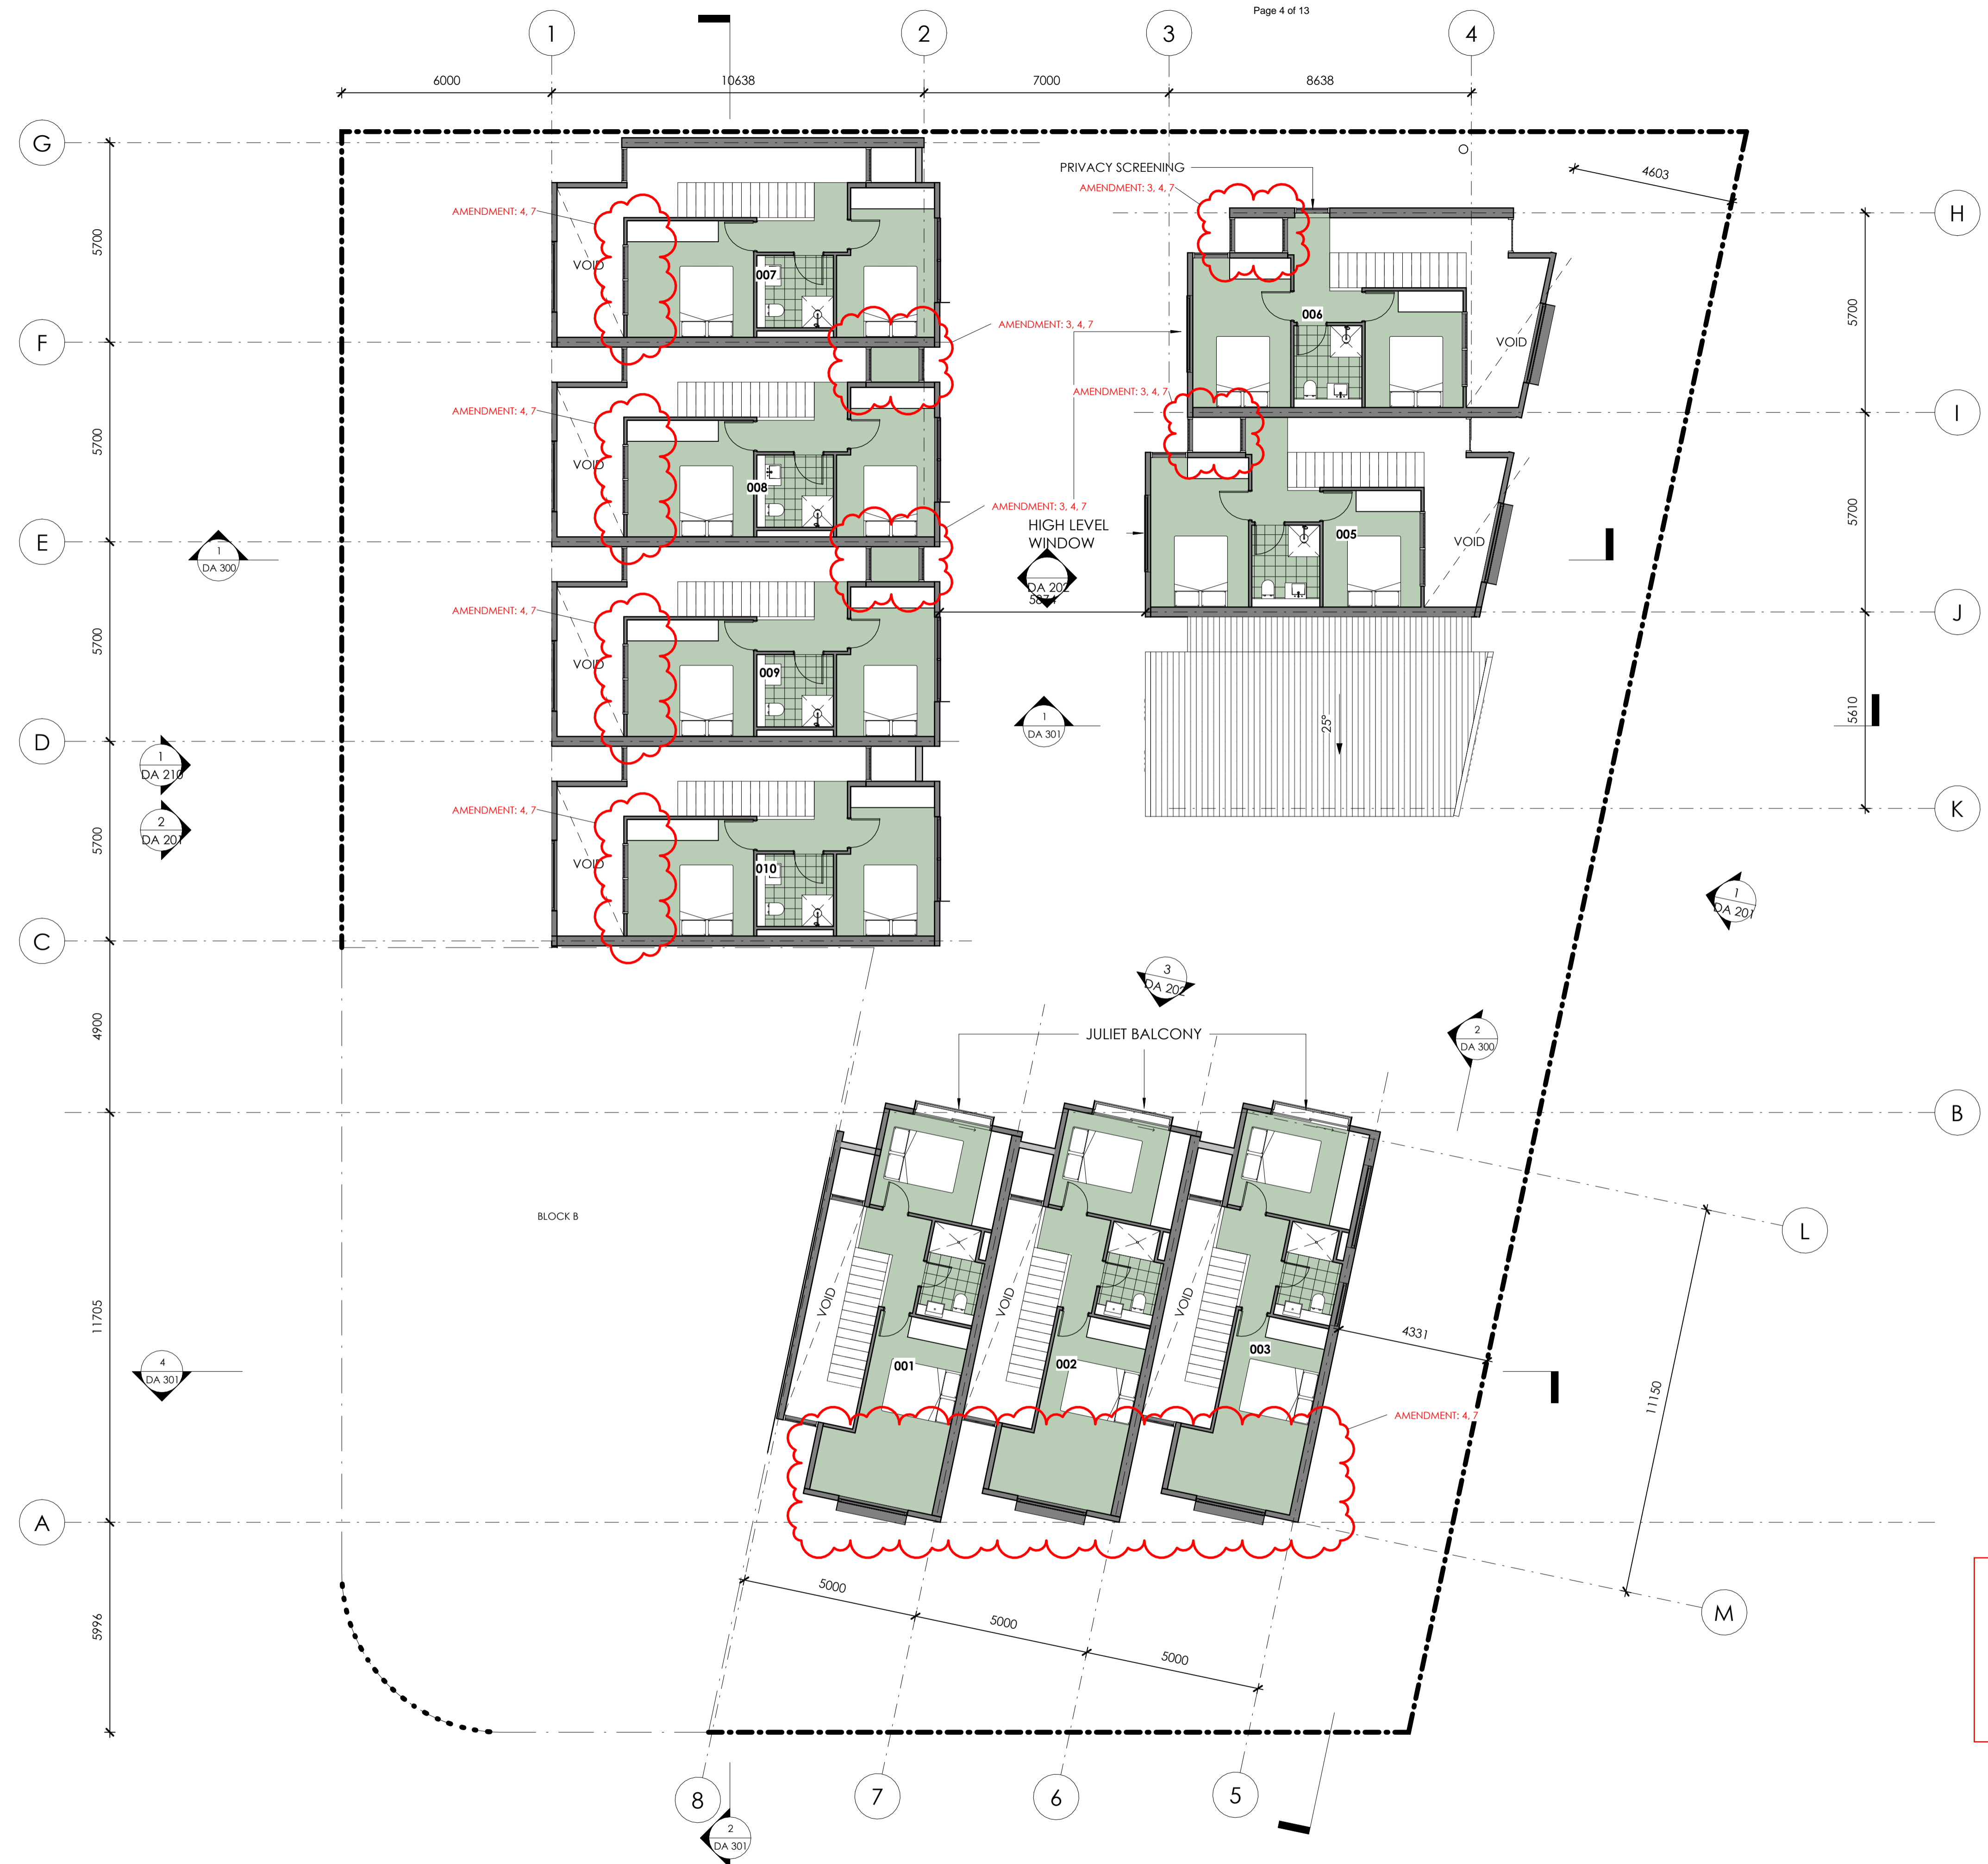 Page 4 of 13
1
2
3
4
6000
10638
7000
8638
G
PRIVACY SCREENING
AMENDMENT: 3, 4, 7
4603
H
AMENDMENT: 4, 7
5700
VOID
007
006
5700
VOID
F
AMENDMENT: 3, 4, 7
AMENDMENT: 3, 4, 7
I
AMENDMENT: 4, 7
5700
VOID
008
AMENDMENT: 3, 4, 7
HIGH LEVEL
WINDOW
005
VOID
5700
E
1
DA 300
DA 202
5874
J
AMENDMENT: 4, 7
5700
VOID
009
1
DA 301
25°
5610
D
1
DA 210
2
DA 201
K
AMENDMENT: 4, 7
5700
VOID
010
1
DA 201
C
3
DA 202
4900
JULIET BALCONY
2
DA 300
B
BLOCK B
L
11705
VOID
VOID
VOID
001
002
003
4331
4
DA 301
11150
AMENDMENT: 4, 7
A
5000
5000
5000
M
5996
8
7
6
5
2
DA 301